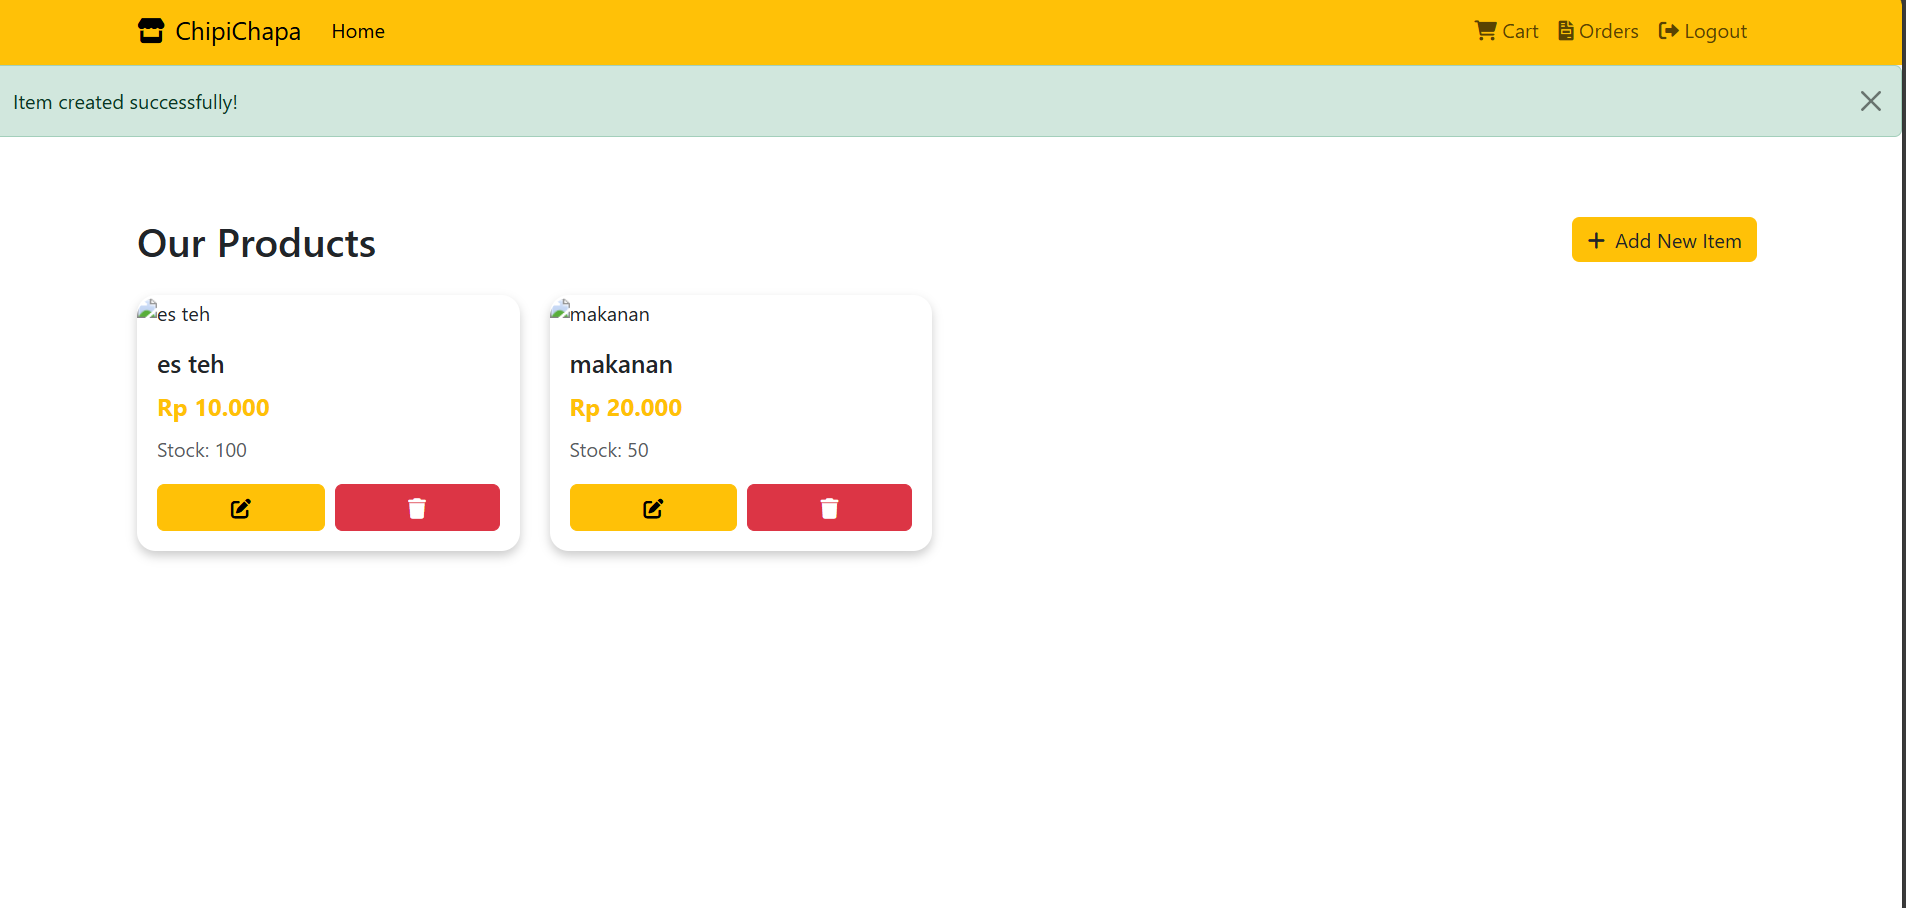 ChipiChapa Home Cart Orders Logout
Item created successfully!
Our Products
Add New Item
es teh
es teh
Rp 10.000
Stock: 100
makanan
makanan
Rp 20.000
Stock: 50